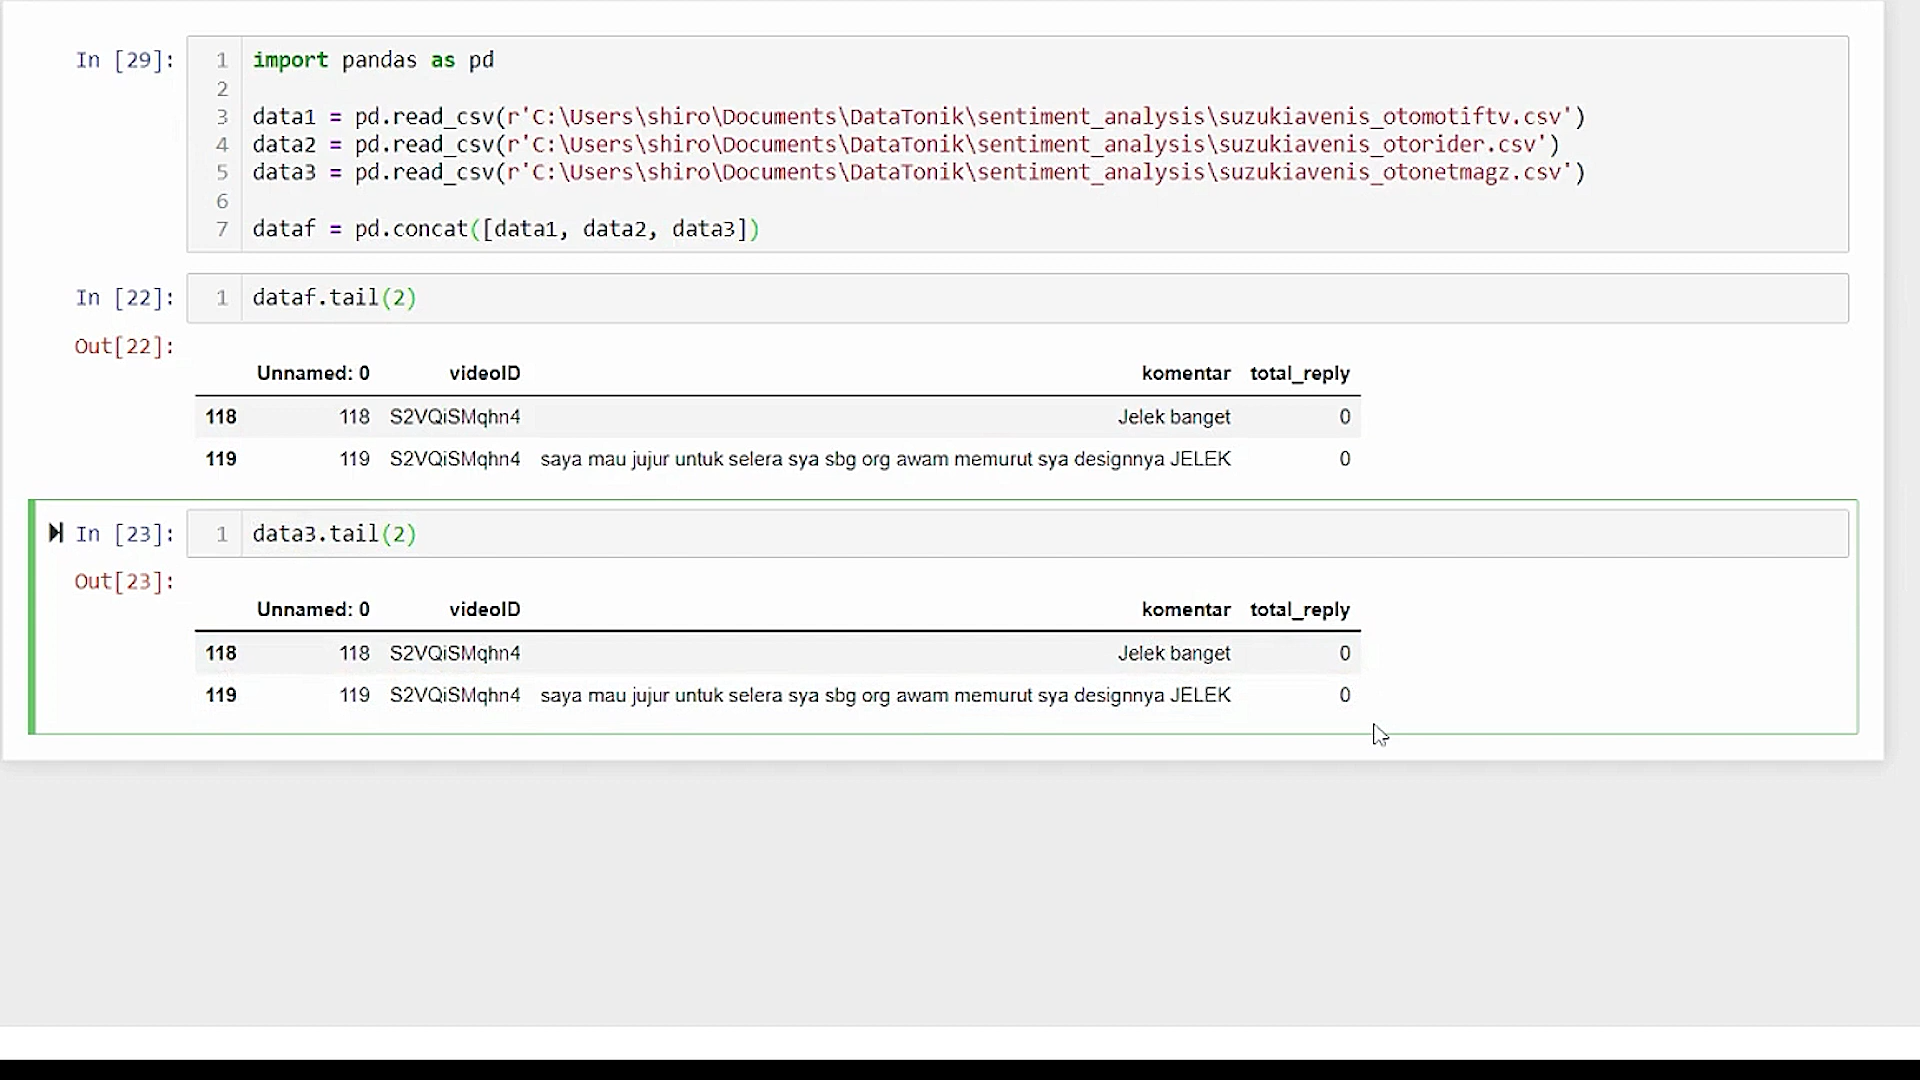 In [29]:
1 import pandas as pd
2
3 data1 = pd.read_csv(r'C:\Users\shiro\Documents\DataTonik\sentiment_analysis\suzukiavenis_otomotiftv.csv')
4 data2 = pd.read_csv(r'C:\Users\shiro\Documents\DataTonik\sentiment_analysis\suzukiavenis_otorider.csv')
5 data3 = pd.read_csv(r'C:\Users\shiro\Documents\DataTonik\sentiment_analysis\suzukiavenis_otonetmagz.csv')
6
7 dataf = pd.concat([data1, data2, data3])
In [22]: 1 dataf.tail(2)
Out[22]:
Unnamed: 0 videoID komentar total_reply
118 118 S2VQiSMqhn4 Jelek banget 0
119 119 S2VQiSMqhn4 saya mau jujur untuk selera sya sbg org awam memurut sya designnya JELEK 0
In [23]: 1 data3.tail(2)
Out[23]:
Unnamed: 0 videoID komentar total_reply
118 118 S2VQiSMqhn4 Jelek banget 0
119 119 S2VQiSMqhn4 saya mau jujur untuk selera sya sbg org awam memurut sya designnya JELEK 0